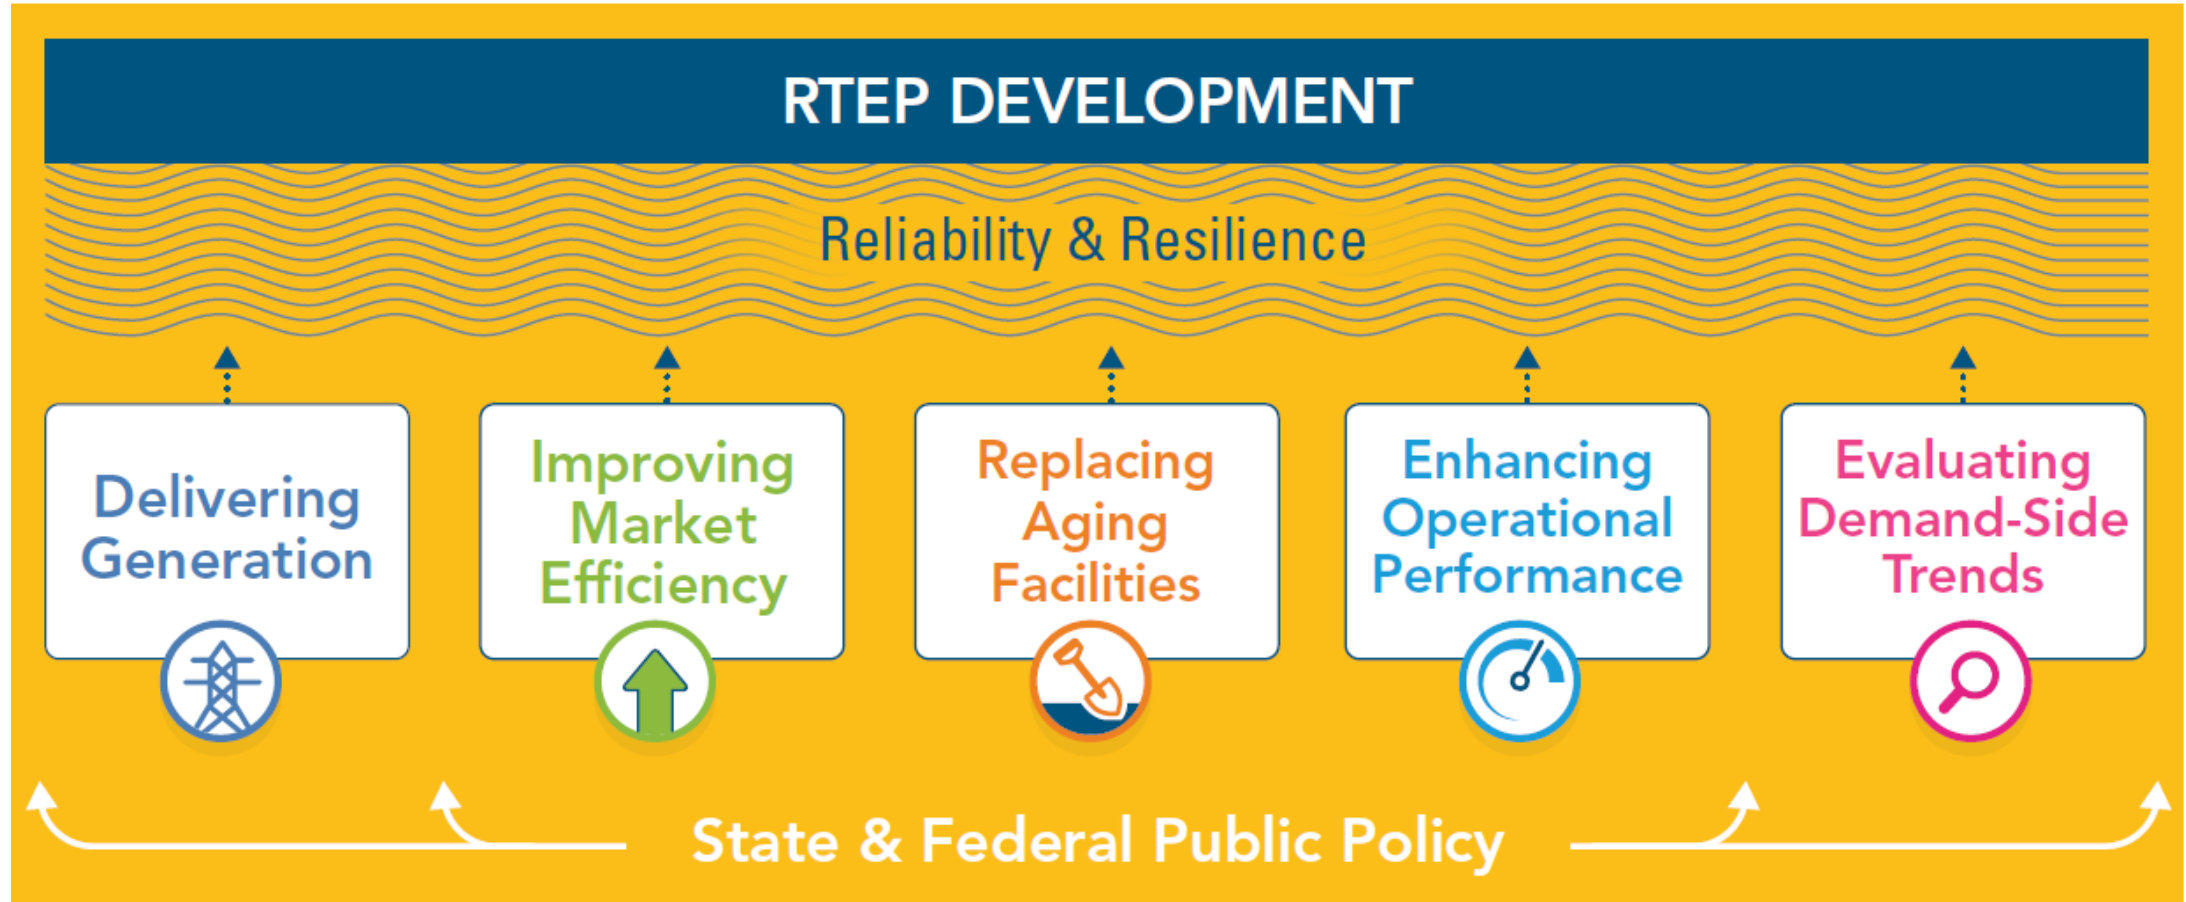 RTEP DEVELOPMENT
Reliability & Resilience
Delivering
Generation
Improving
Market
Efficiency
Replacing
Aging
Facilities
Enhancing
Operational
Performance
Evaluating
Demand-Side
Trends
State & Federal Public Policy